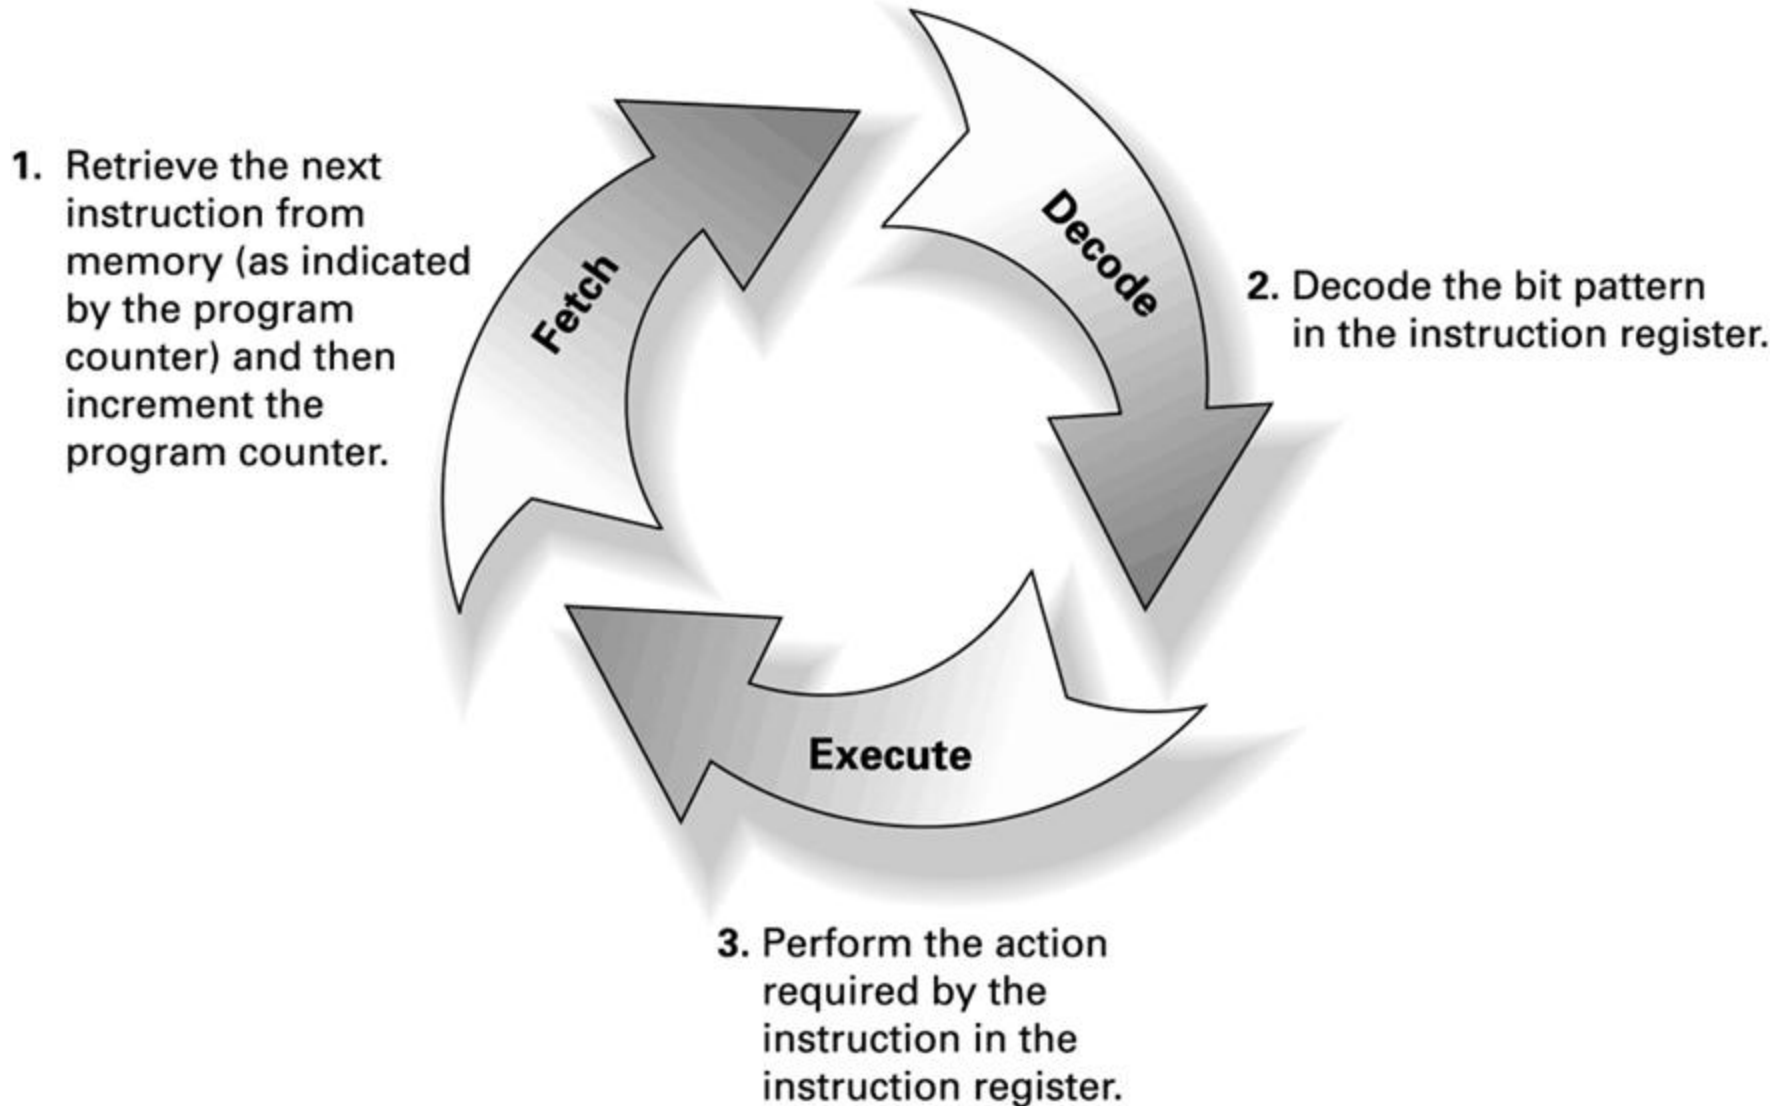 1. Retrieve the next
instruction from
memory (as indicated
by the program
counter) and then
increment the
program counter.
Fetch
Decode
2. Decode the bit pattern
in the instruction register.
Execute
3. Perform the action
required by the
instruction in the
instruction register.